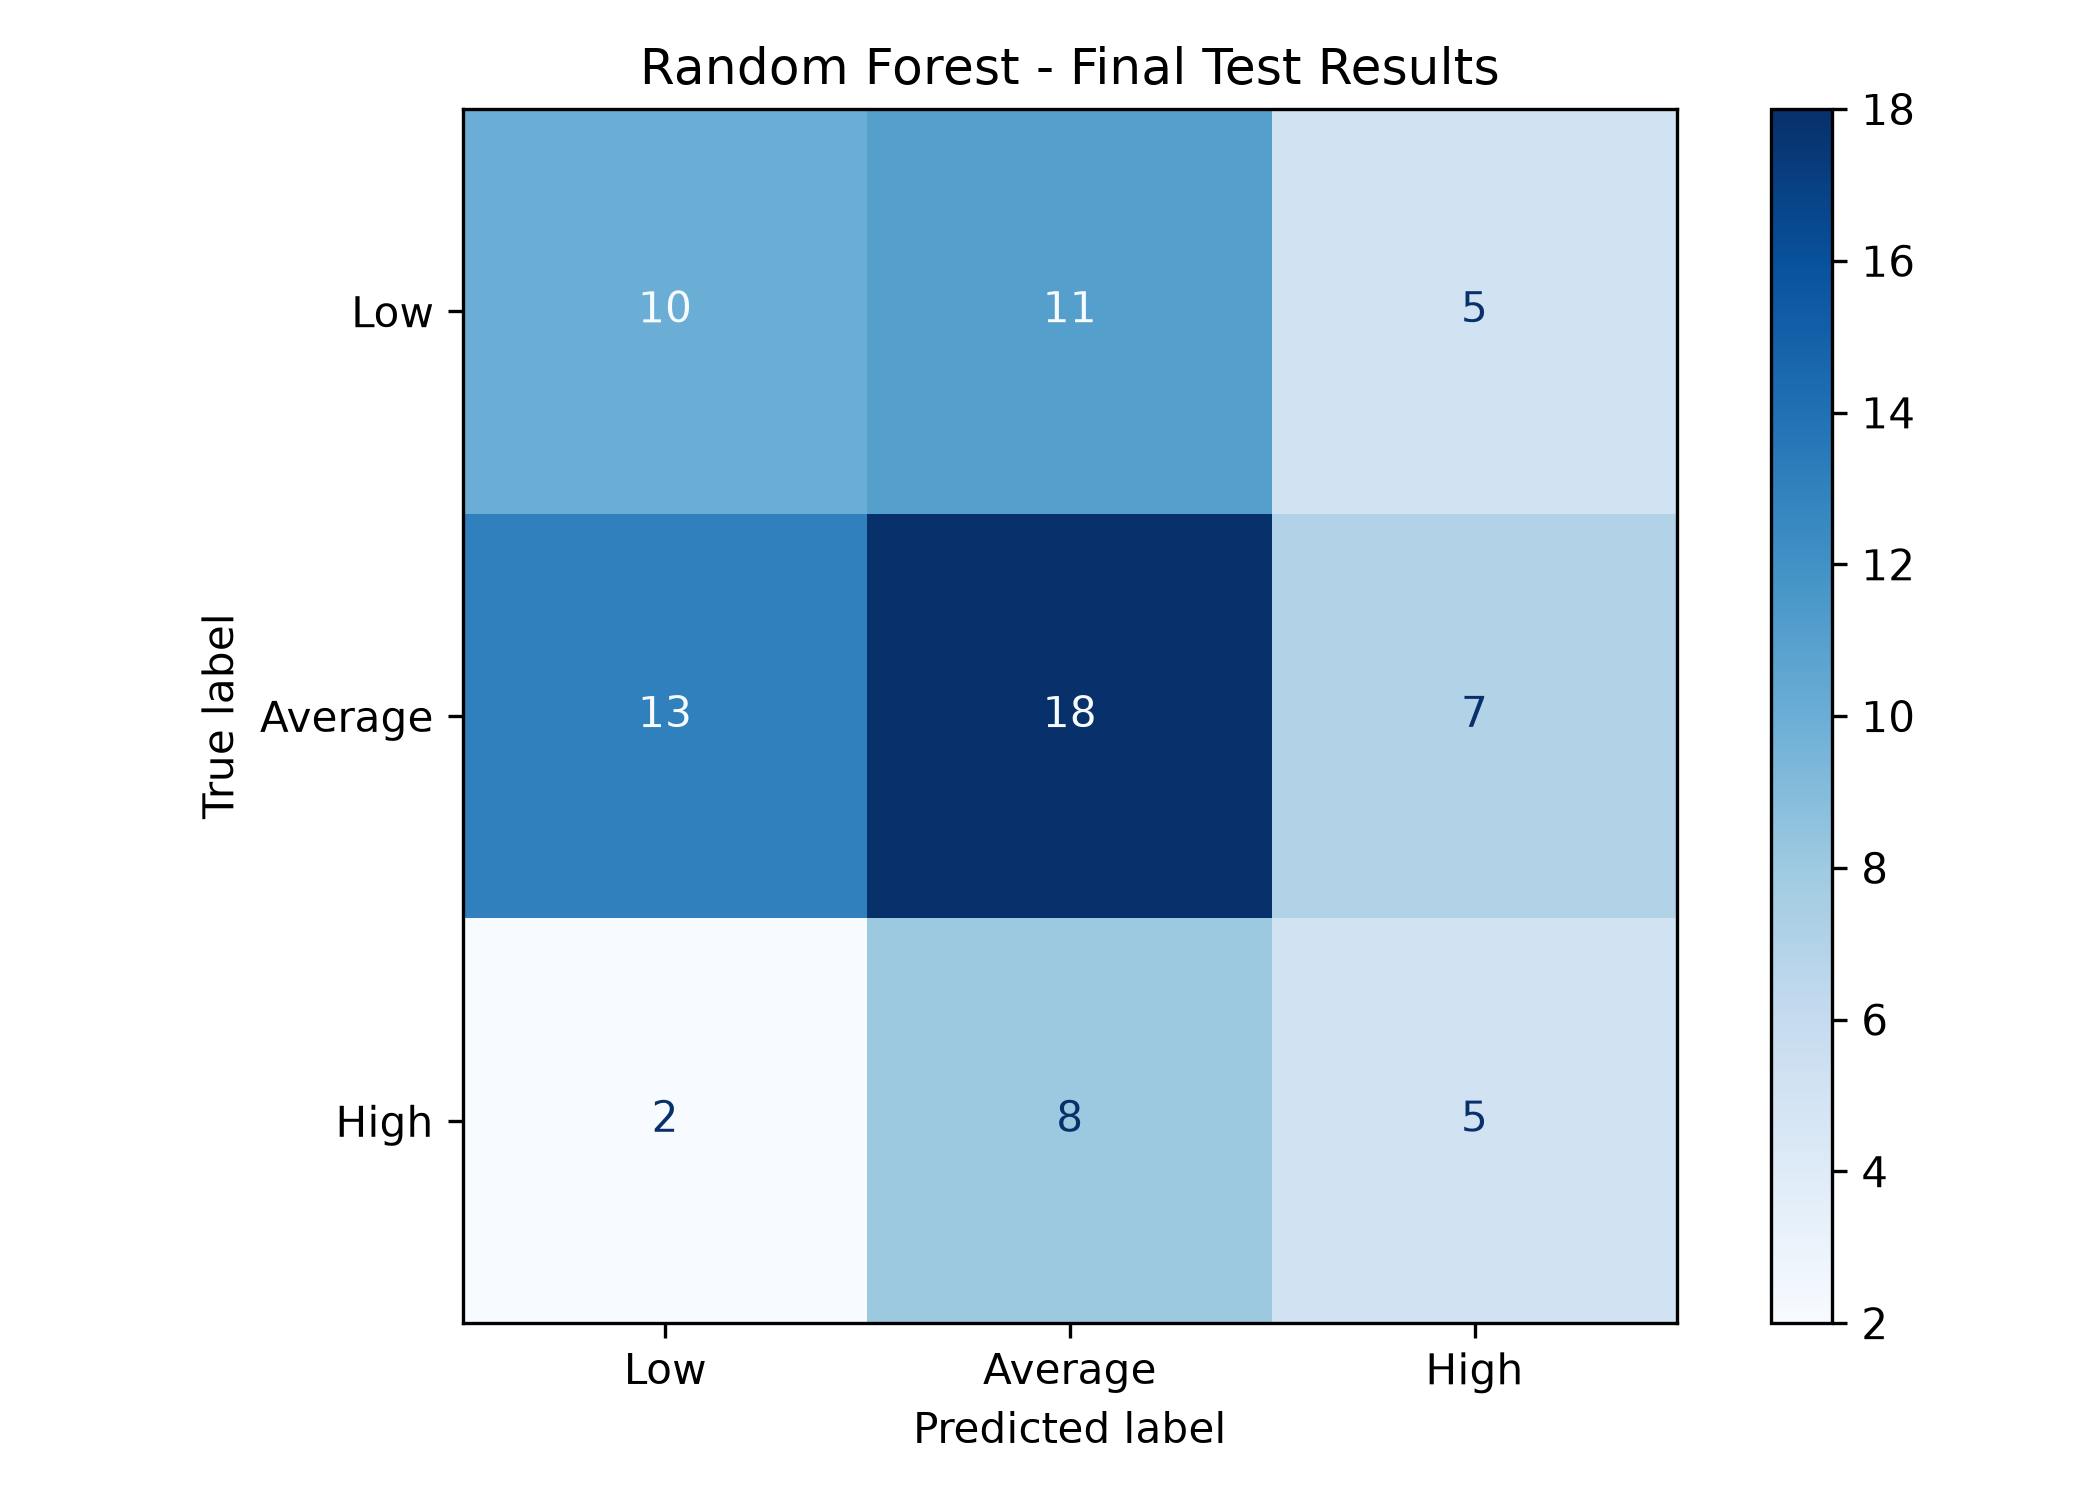 Random Forest - Final Test Results
True label
Low
Average
High
10 11 5
13 18 7
2 8 5
Low Average High
Predicted label
18
16
14
12
10
8
6
4
2